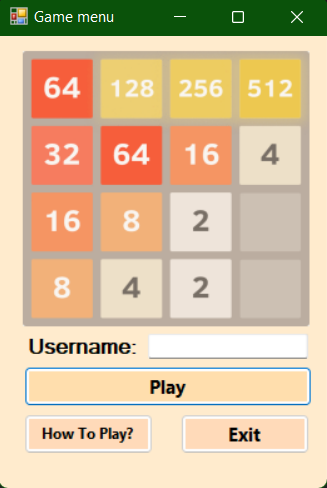 Game menu
64 128 256 512
32 64 16 4
16 8 2
8 4 2
Username:
Play
How To Play? Exit